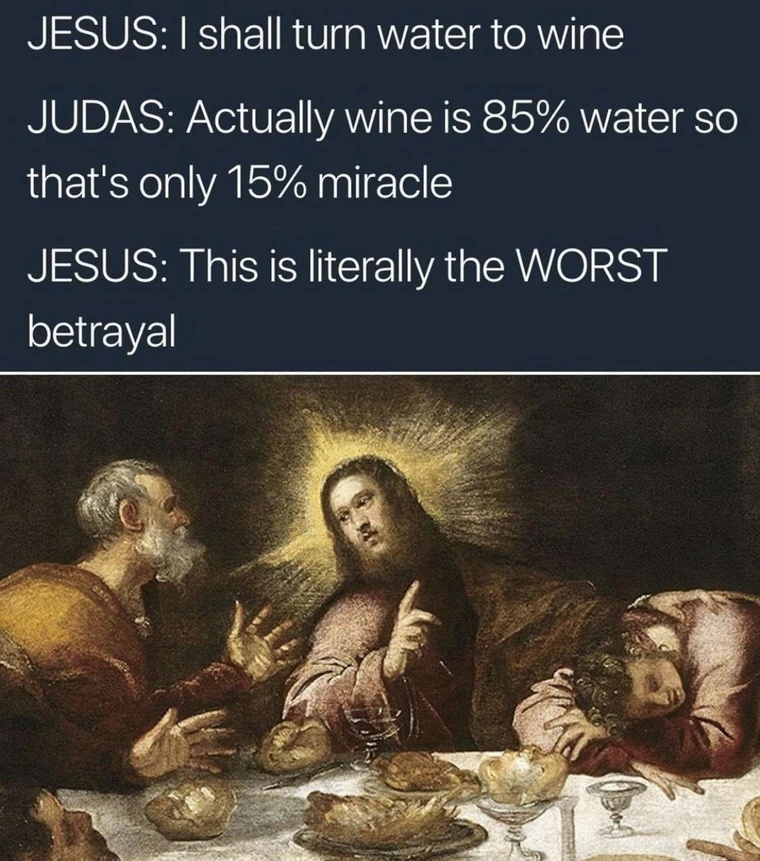 JESUS: I shall turn water to wine
JUDAS: Actually wine is 85% water so
that's only 15% miracle
JESUS: This is literally the WORST
betrayal